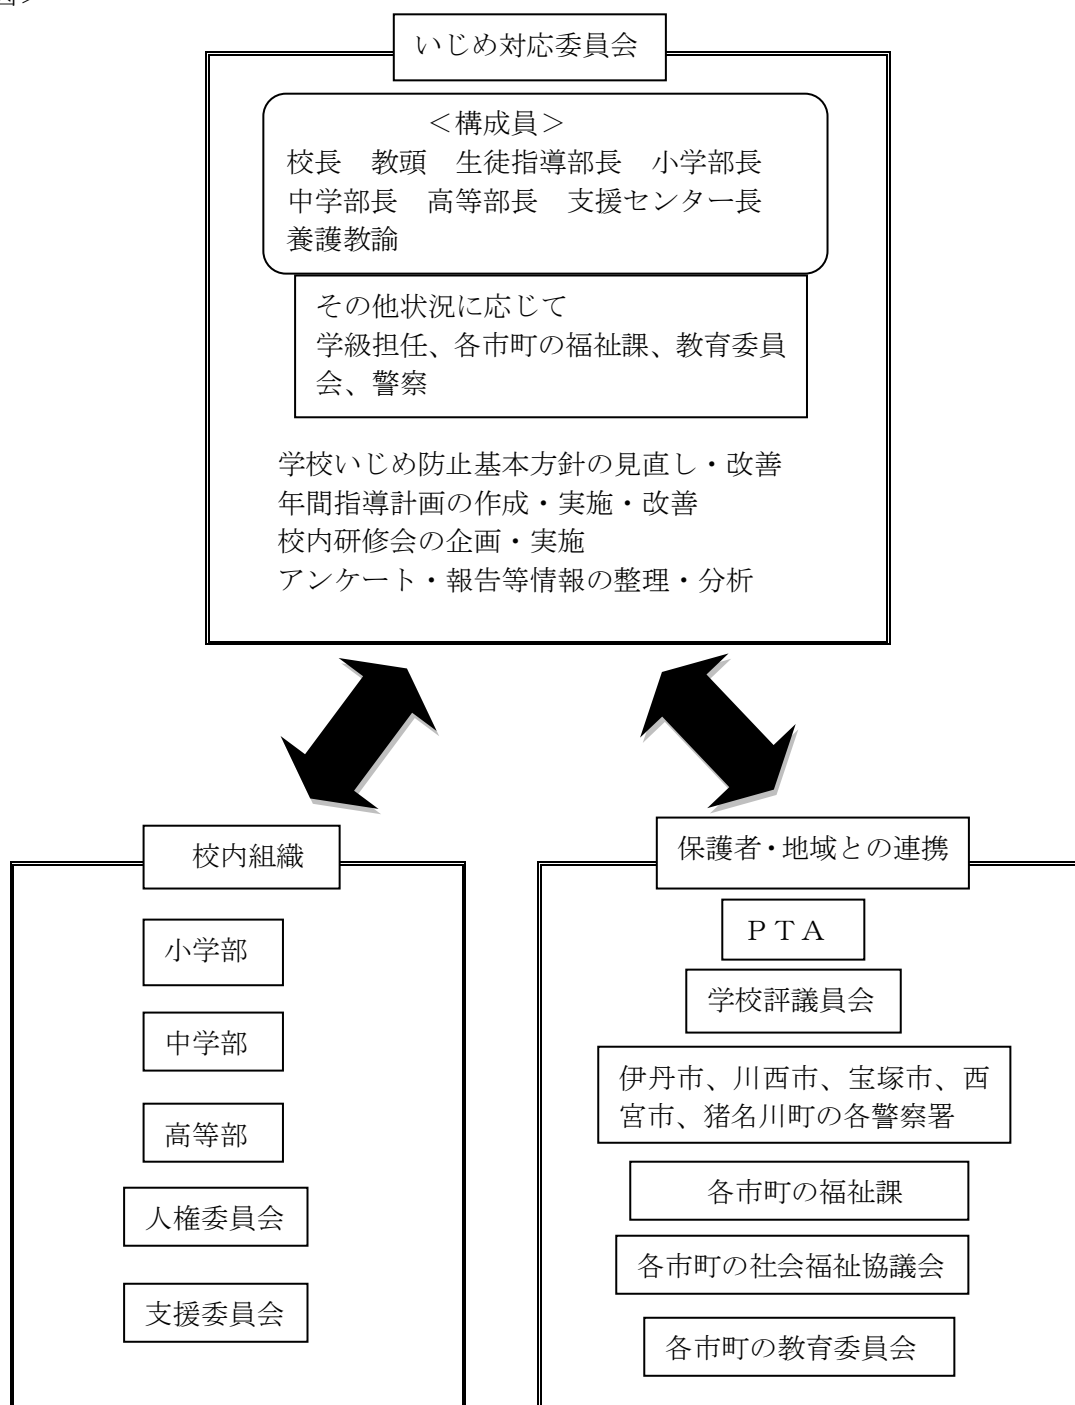 図＞
いじめ対応委員会
＜構成員＞
校長　教頭　生徒指導部長　小学部長
中学部長　高等部長　支援センター長
養護教諭
その他状況に応じて
学級担任、各市町の福祉課、教育委員
会、警察
学校いじめ防止基本方針の見直し・改善
年間指導計画の作成・実施・改善
校内研修会の企画・実施
アンケート・報告等情報の整理・分析
校内組織
小学部
中学部
高等部
人権委員会
支援委員会
保護者・地域との連携
ＰＴＡ
学校評議員会
伊丹市、川西市、宝塚市、西
宮市、猪名川町の各警察署
各市町の福祉課
各市町の社会福祉協議会
各市町の教育委員会